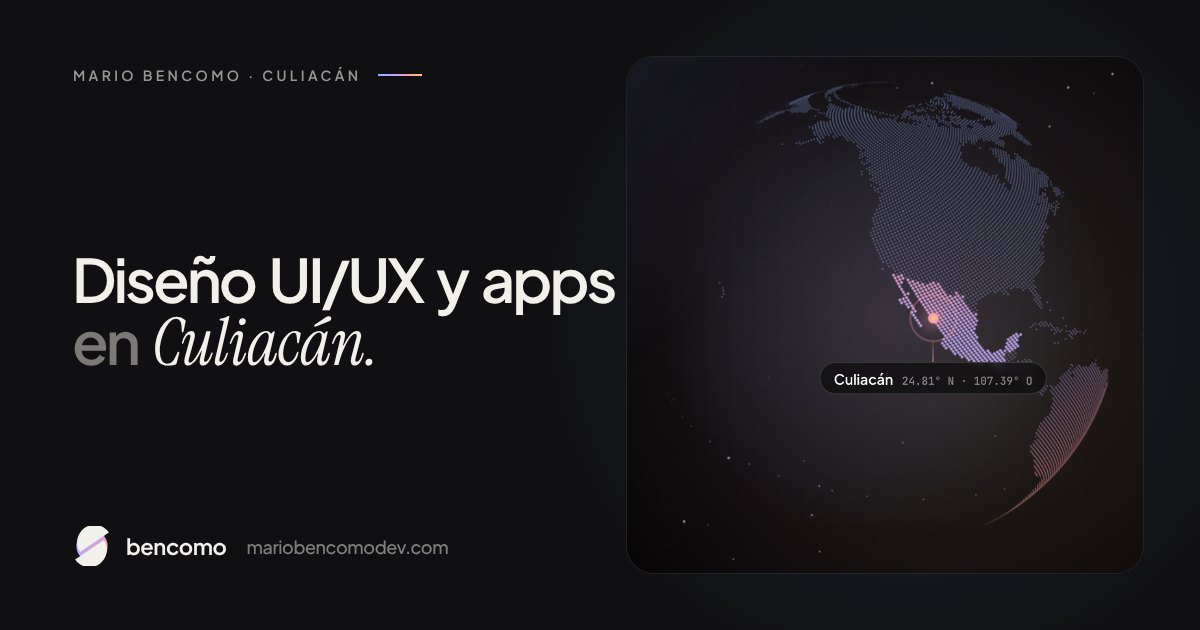 MARIO BENCOMO · CULIACÁN
Diseño UI/UX y apps
en Culiacán.
Culiacán 24.81° N · 107.39° O
bencomo mariobencomodev.com